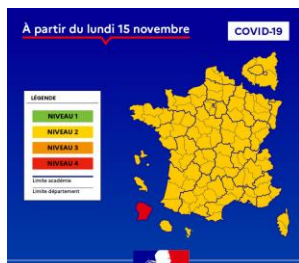 À partir du lundi 15 novembre
COVID-19
LÉGENDE
NIVEAU 1
NIVEAU 2
NIVEAU 3
NIVEAU 4
Limite académie
Limite département